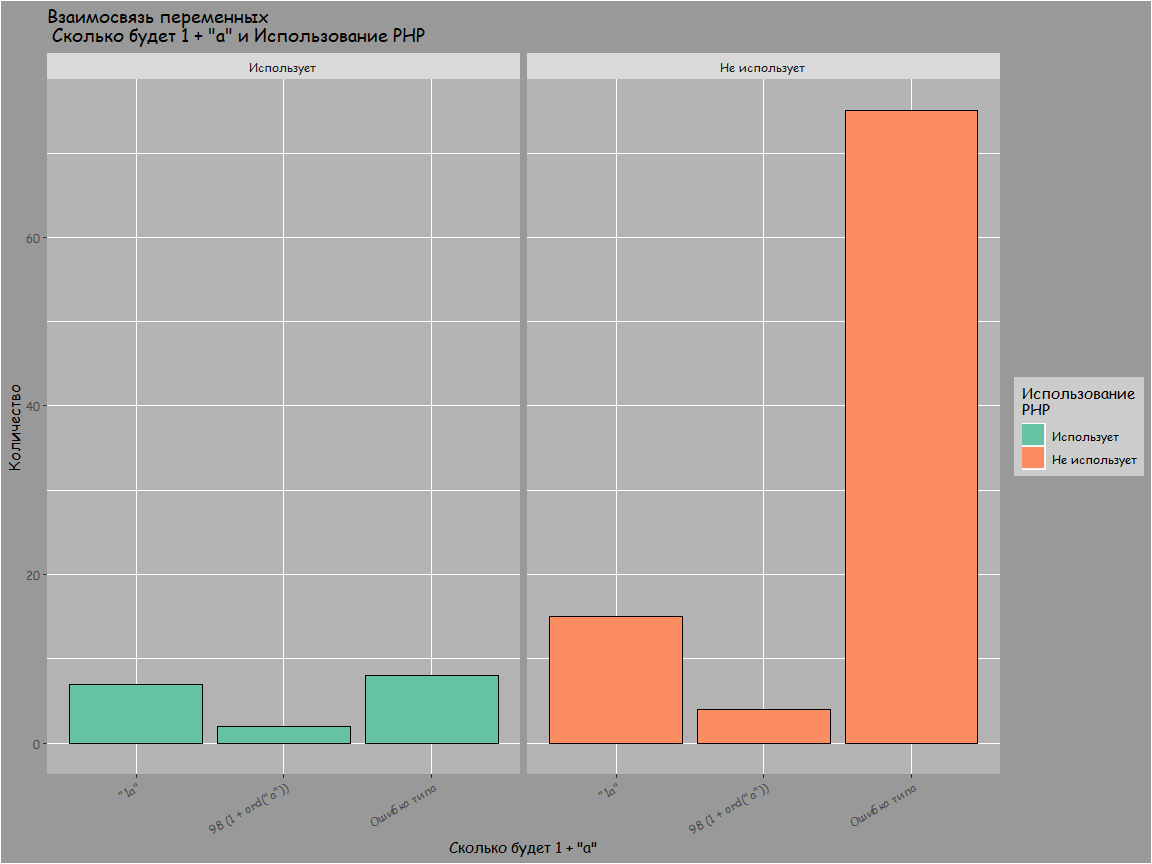 Взаимосвязь переменных
Сколько будет 1 + "a" и Использование PHP
Использует
Не использует
Количество
60
40
20
0
"1a"
98 (1 + ord("a"))
Ошибка типа
"1a"
98 (1 + ord("a"))
Ошибка типа
Сколько будет 1 + "a"
Использование
PHP
Использует
Не использует